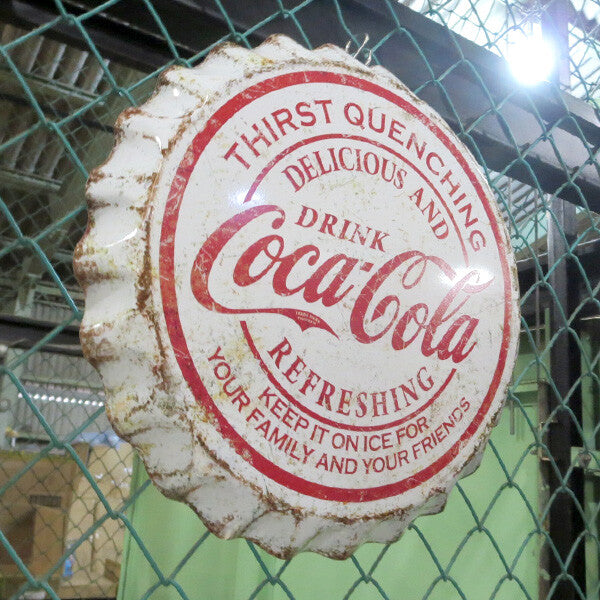 THIRST QUENCHING
DELICIOUS AND
DRINK
Coca-Cola
REFRESHING
KEEP IT ON ICE FOR
YOUR FAMILY AND YOUR FRIENDS